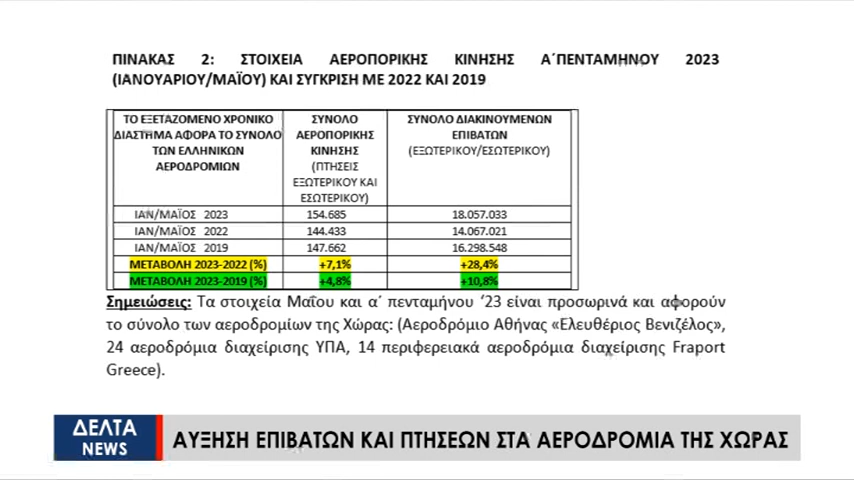 ΠΙΝΑΚΑΣ 2: ΣΤΟΙΧΕΙΑ ΑΕΡΟΠΟΡΙΚΗΣ ΚΙΝΗΣΗΣ Α΄ΠΕΝΤΑΜΗΝΟΥ 2023
(ΙΑΝΟΥΑΡΙΟΥ/ΜΑΪΟΥ) ΚΑΙ ΣΥΓΚΡΙΣΗ ΜΕ 2022 ΚΑΙ 2019
ΤΟ ΕΞΕΤΑΖΟΜΕΝΟ ΧΡΟΝΙΚΟ
ΔΙΑΣΤΗΜΑ ΑΦΟΡΑ ΤΟ ΣΥΝΟΛΟ
ΤΩΝ ΕΛΛΗΝΙΚΩΝ
ΑΕΡΟΔΡΟΜΙΩΝ
ΣΥΝΟΛΟ
ΑΕΡΟΠΟΡΙΚΗΣ
ΚΙΝΗΣΗΣ
(ΠΤΗΣΕΙΣ
ΕΞΩΤΕΡΙΚΟΥ ΚΑΙ
ΕΣΩΤΕΡΙΚΟΥ)
ΣΥΝΟΛΟ ΔΙΑΚΙΝΟΥΜΕΝΩΝ
ΕΠΙΒΑΤΩΝ
(ΕΞΩΤΕΡΙΚΟΥ/ΕΣΩΤΕΡΙΚΟΥ)
ΙΑΝ/ΜΑΪΟΣ 2023 154.685 18.057.033
ΙΑΝ/ΜΑΪΟΣ 2022 144.433 14.067.021
ΙΑΝ/ΜΑΪΟΣ 2019 147.662 16.298.548
ΜΕΤΑΒΟΛΗ 2023-2022 (%) +7,1% +28,4%
ΜΕΤΑΒΟΛΗ 2023-2019 (%) +4,8% +10,8%
Σημειώσεις: Τα στοιχεία Μαΐου και α΄ πενταμήνου ‘23 είναι προσωρινά και αφορούν
το σύνολο των αεροδρομίων της Χώρας: (Αεροδρόμιο Αθήνας «Ελευθέριος Βενιζέλος»,
24 αεροδρόμια διαχείρισης ΥΠΑ, 14 περιφερειακά αεροδρόμια διαχείρισης Fraport
Greece).
ΔΕΛΤΑ
NEWS
ΑΥΞΗΣΗ ΕΠΙΒΑΤΩΝ ΚΑΙ ΠΤΗΣΕΩΝ ΣΤΑ ΑΕΡΟΔΡΟΜΙΑ ΤΗΣ ΧΩΡΑΣ